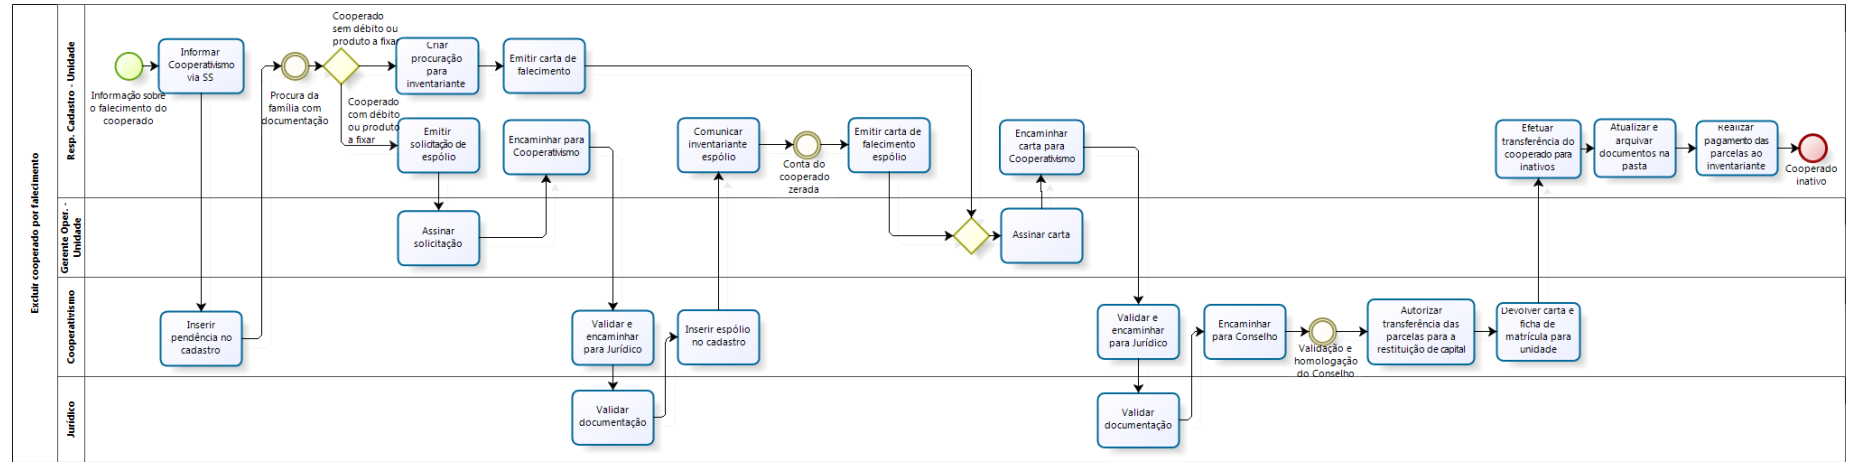 Excluir cooperado por falecimento
Resp. Cadastro - Unidade
Gerente Oper. -
Unidade
Cooperativismo
Jurídico
Informação sobre
o falecimento do
cooperado
Informar
Cooperativismo
via SS
Inserir
pendência no
cadastro
Procura da
família com
documentação
Cooperado
sem débito ou
produto a fixar
Cooperado
com débito
ou produto
a fixar
Criar
procuração
para
inventariante
Emitir carta de
falecimento
Emitir
solicitação de
espólio
Assinar
solicitação
Encaminhar para
Cooperativismo
Validar e
encaminhar
para Jurídico
Validar
documentação
Inserir espólio
no cadastro
Comunicar
inventariante
espólio
Conta do
cooperado
zerada
Emitir carta de
falecimento
espólio
Assinar carta
Encaminhar
carta para
Cooperativismo
Validar e
encaminhar
para Jurídico
Validar
documentação
Encaminhar
para Conselho
Validação e
homologação
do Conselho
Autorizar
transferência das
parcelas para a
restituição de capital
Devolver carta e
ficha de
matrícula para
unidade
Efetuar
transferência do
cooperado para
inativos
Atualizar e
arquivar
documentos na
pasta
Realizar
pagamento das
parcelas ao
inventariante
Cooperado
inativo